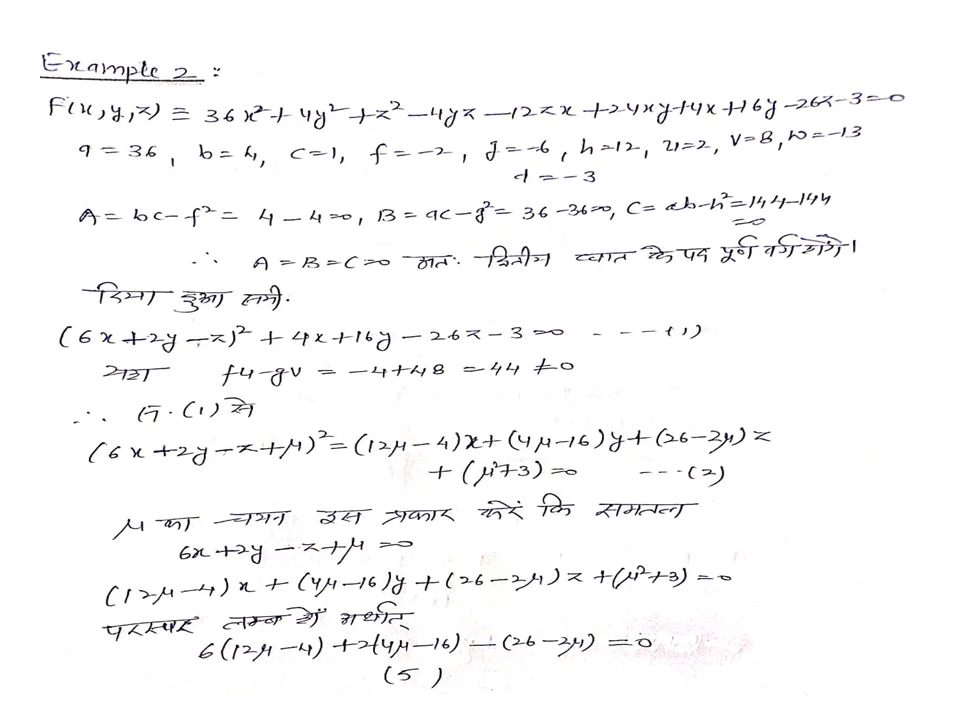 Example 2 :
F(x,y,z) ≡ 36x²+4y²+z²-4yz-12zx+24xy+4x+16y-26z-3=0
a=36, b=4, c=1, f=-2, g=-6, h=12, u=2, v=8, w=-13
d=-3
A=bc-f²= 4-4=0, B=ac-g²= 36-36=0, C=ab-h²=144-144
=0
∴ A=B=C=0 अतः द्वितीय घात के पद पूर्ण वर्ग होंगे।
दिया हुआ समी.
(6x+2y-z)²+4x+16y-26z-3=0 ---(1)
यहा fu-gv = -4+48 =44≠0
∴ समी. (1) से
(6x+2y-z+μ)²=(12μ-4)x+(4μ-16)y+(26-2μ)z
+(μ²+3)=0 ---(2)
μ का चयन इस प्रकार करें कि समतल
6x+2y-z+μ=0
(12μ-4)x+(4μ-16)y+(26-2μ)z+(μ²+3)=0
परस्पर लम्ब हों अर्थात्
6(12μ-4)+2(4μ-16)-(26-2μ)=0
(5)